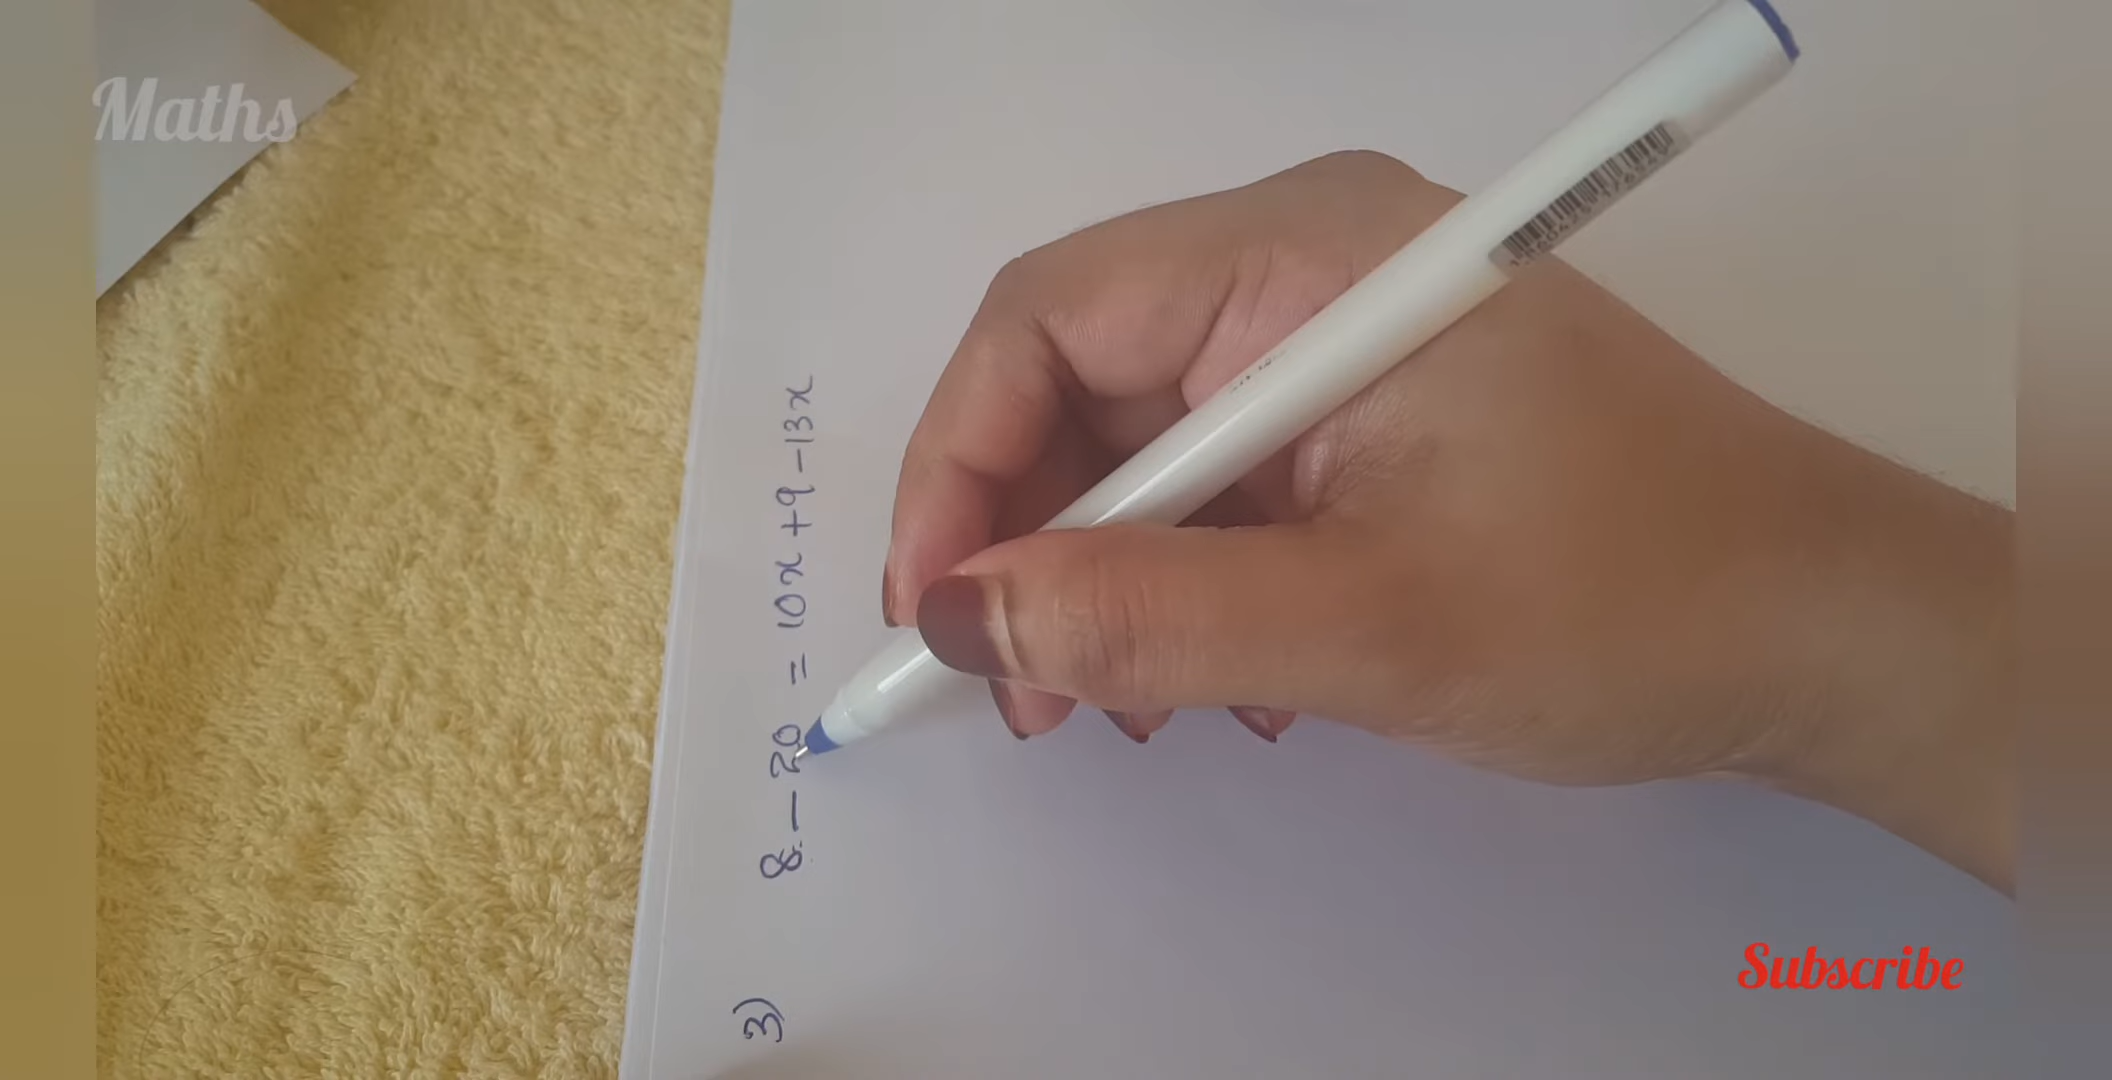 Maths
3) 8 - 20 = 10x + 9 - 13x
Subscribe